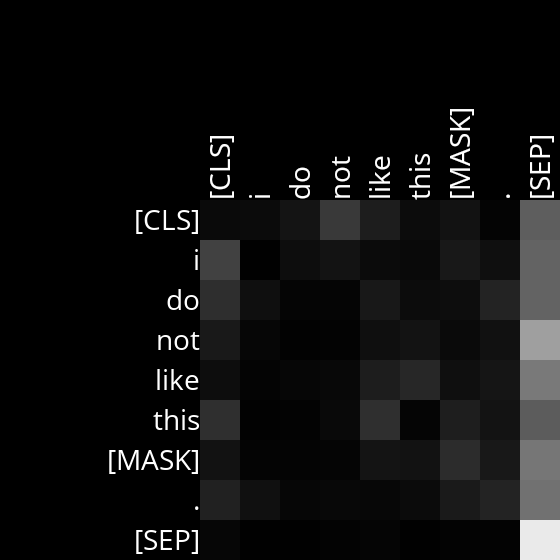 [CLS] i do not like this [MASK] . [SEP]
[CLS]
i
do
not
like
this
[MASK]
.
[SEP]